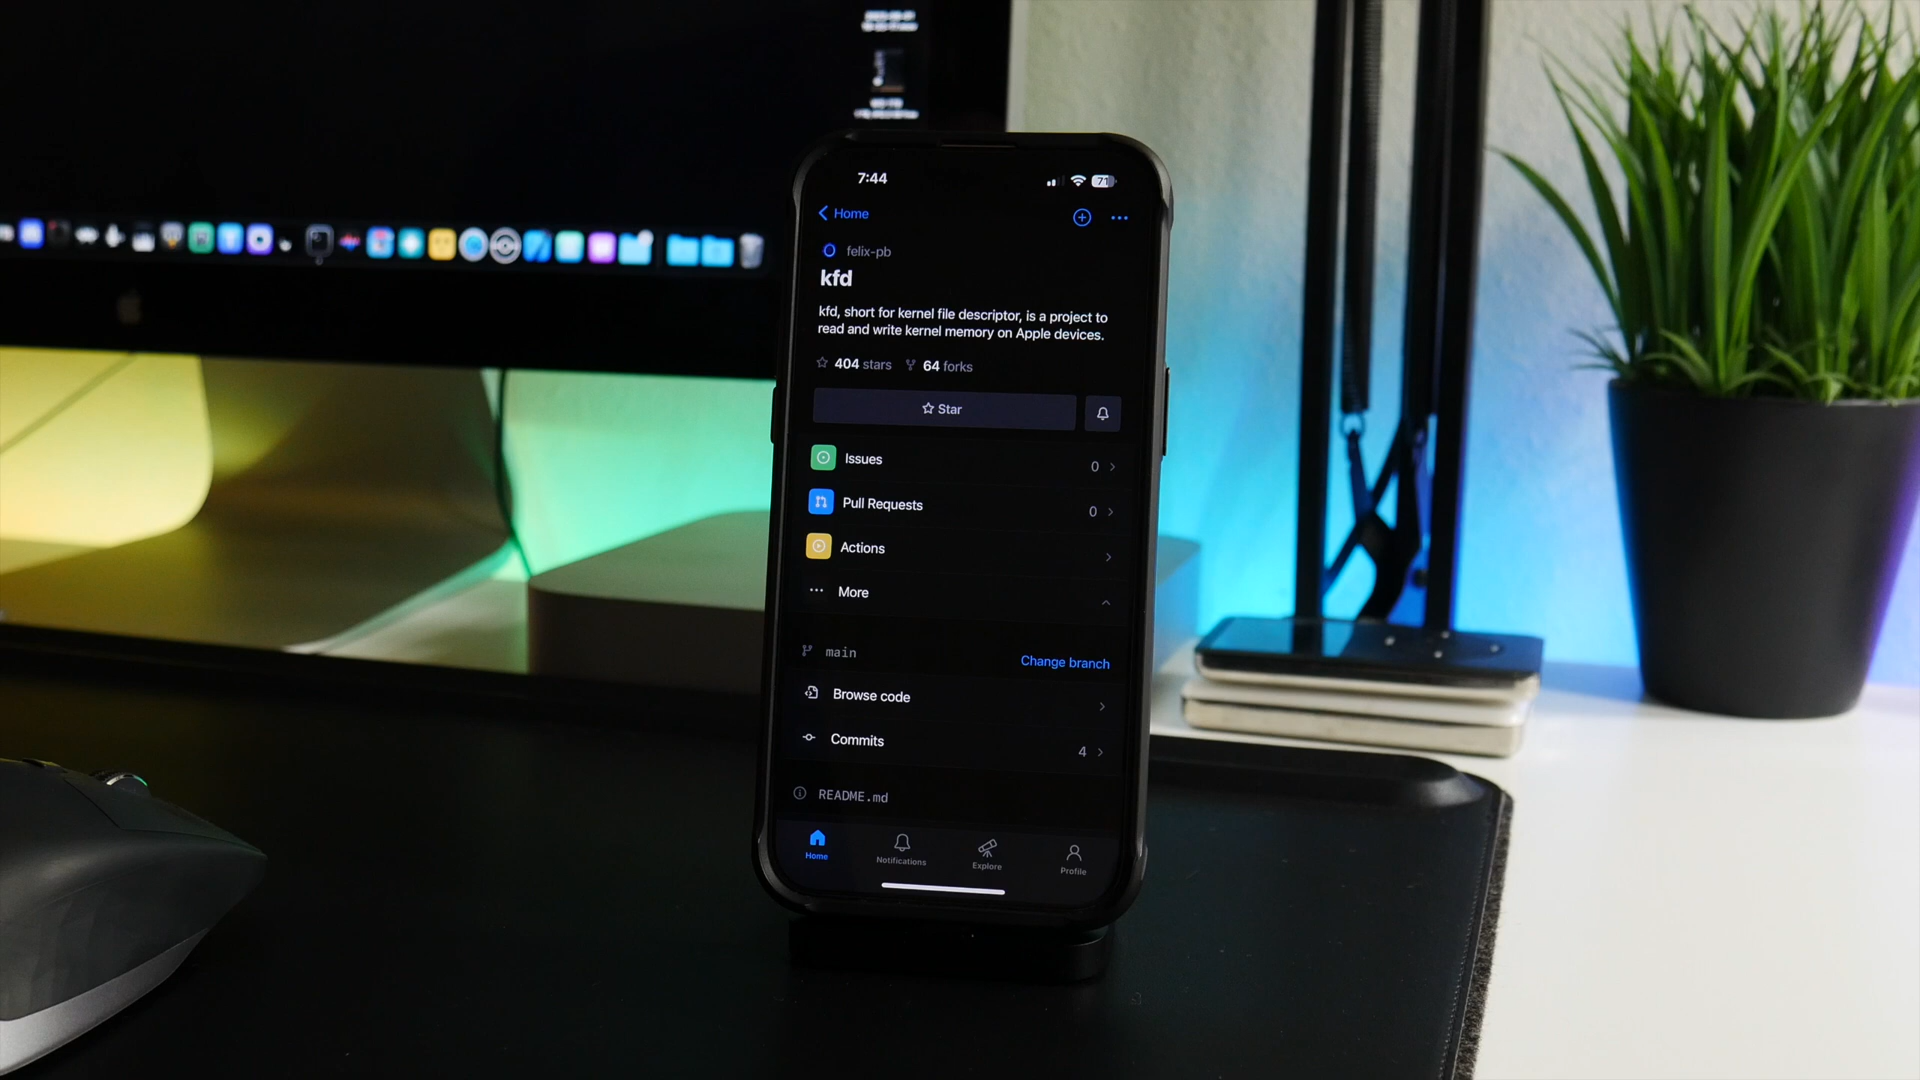 7:44
71
Home
felix-pb
kfd
kfd, short for kernel file descriptor, is a project to
read and write kernel memory on Apple devices.
404 stars 64 forks
Star
Issues 0
Pull Requests 0
Actions
More
main Change branch
Browse code
Commits 4
README.md
Home Notifications Explore Profile